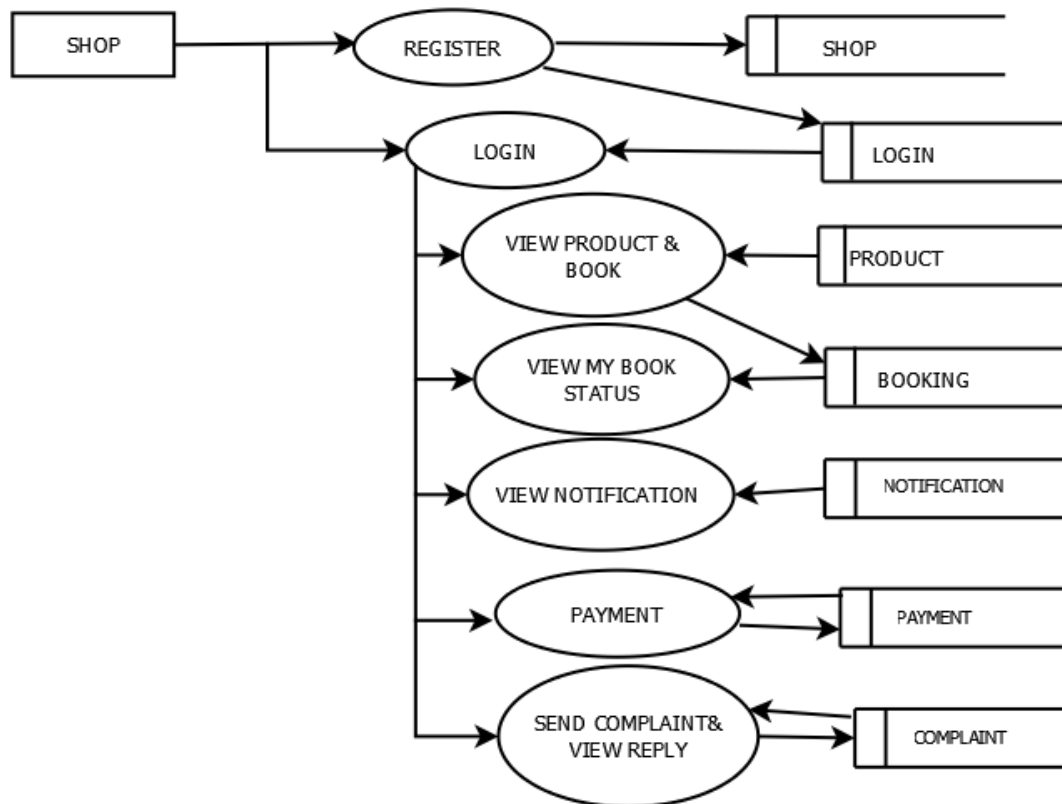 SHOP
REGISTER
SHOP
LOGIN
LOGIN
VIEW PRODUCT &
BOOK
PRODUCT
VIEW MY BOOK
STATUS
BOOKING
VIEW NOTIFICATION
NOTIFICATION
PAYMENT
PAYMENT
SEND COMPLAINT&
VIEW REPLY
COMPLAINT